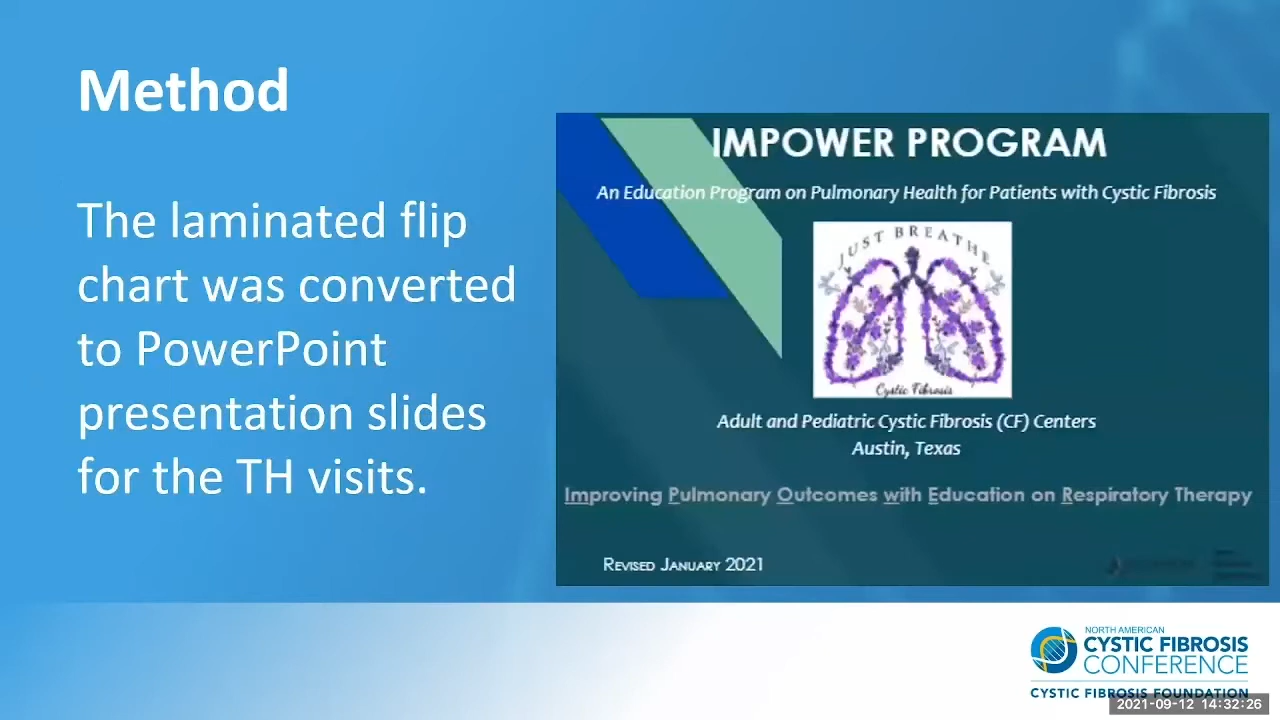 Method
The laminated flip
chart was converted
to PowerPoint
presentation slides
for the TH visits.
IMPOWER PROGRAM
An Education Program on Pulmonary Health for Patients with Cystic Fibrosis
JUST BREATHE
Cystic Fibrosis
Adult and Pediatric Cystic Fibrosis (CF) Centers
Austin, Texas
Improving Pulmonary Outcomes with Education on Respiratory Therapy
REVISED JANUARY 2021
NORTH AMERICAN
CYSTIC FIBROSIS
CONFERENCE
CYSTIC FIBROSIS FOUNDATION
2021-09-12 14:32:26